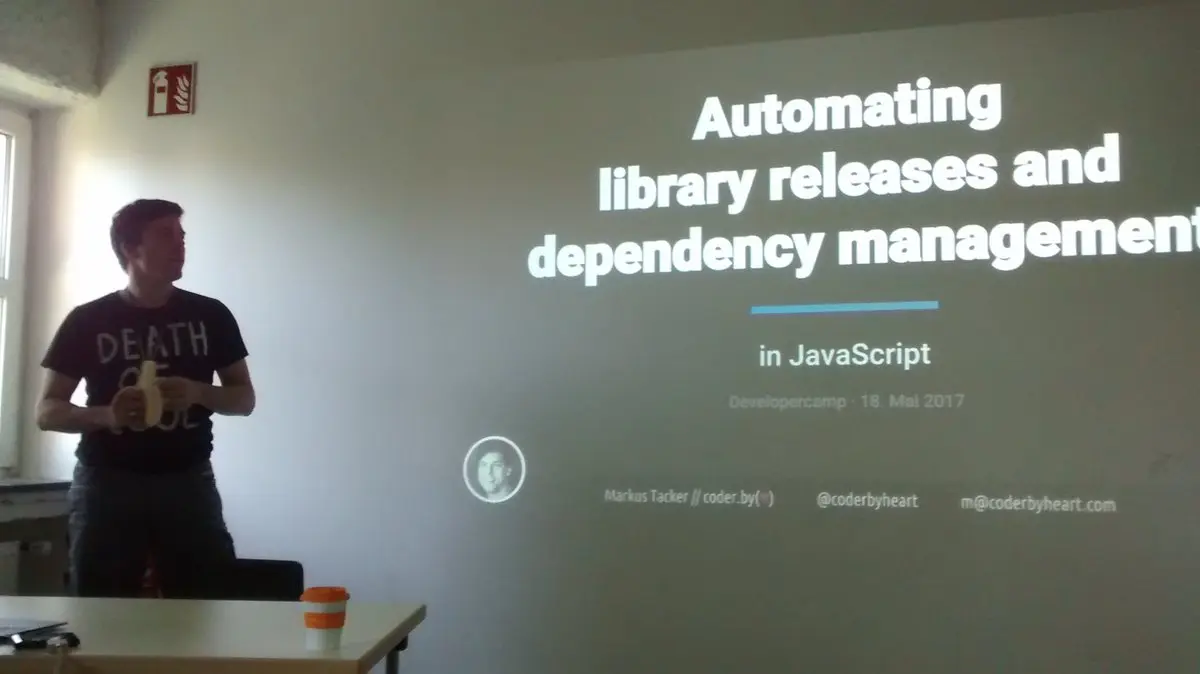 Automating
library releases and
dependency management
in JavaScript
Developercamp · 18. Mai 2017
Markus Tacker // coder.by(♥) @coderbyheart m@coderbyheart.com
DEATH
OF